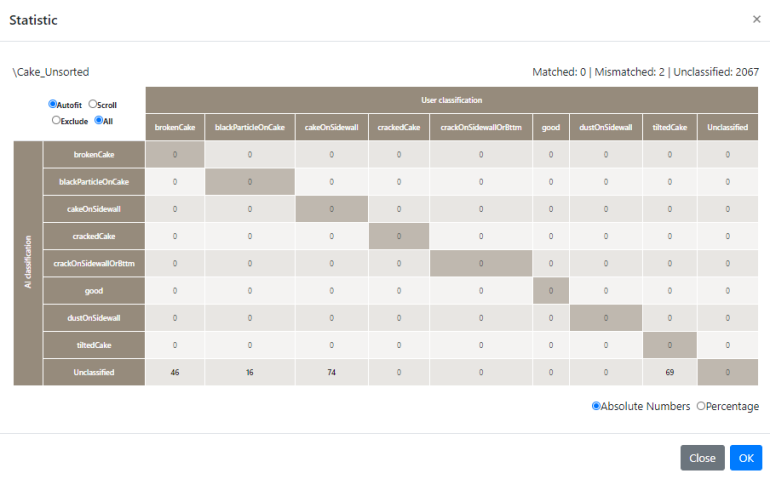 Statistic ×
\Cake_Unsorted Matched: 0 | Mismatched: 2 | Unclassified: 2067
Autofit Scroll
Exclude All
User classification
brokenCake blackParticleOnCake cakeOnSidewall crackedCake crackOnSidewallOrBttm good dustOnSidewall tiltedCake Unclassified
AI classification
brokenCake 0 0 0 0 0 0 0 0 0
blackParticleOnCake 0 0 0 0 0 0 0 0 0
cakeOnSidewall 0 0 0 0 0 0 0 0 0
crackedCake 0 0 0 0 0 0 0 0 0
crackOnSidewallOrBttm 0 0 0 0 0 0 0 0 0
good 0 0 0 0 0 0 0 0 0
dustOnSidewall 0 0 0 0 0 0 0 0 0
tiltedCake 0 0 0 0 0 0 0 0 0
Unclassified 46 16 74 0 0 0 0 69 0
Absolute Numbers Percentage
Close OK